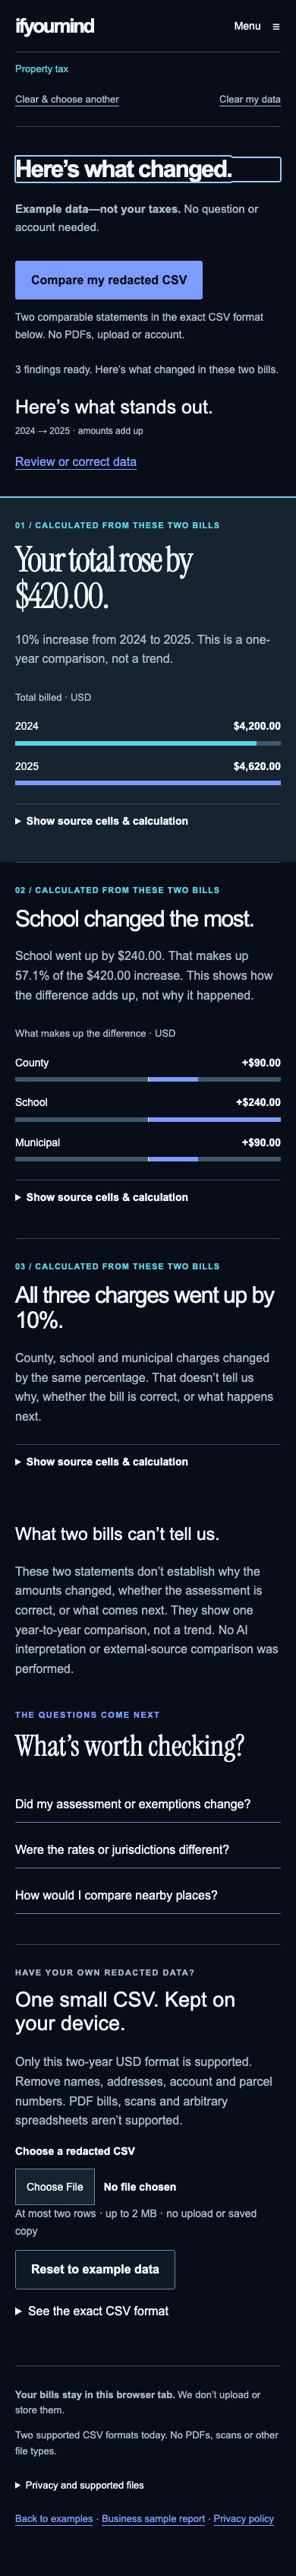 ifyoumind
Menu ≡
Property tax
Clear & choose another
Clear my data
Here's what changed.
Example data—not your taxes. No question or
account needed.
Compare my redacted CSV
Two comparable statements in the exact CSV format
below. No PDFs, upload or account.
3 findings ready. Here's what changed in these two bills.
Here's what stands out.
2024 → 2025 · amounts add up
Review or correct data
01 / CALCULATED FROM THESE TWO BILLS
Your total rose by
$420.00.
10% increase from 2024 to 2025. This is a one-
year comparison, not a trend.
Total billed · USD
2024 $4,200.00
2025 $4,620.00
▶ Show source cells & calculation
02 / CALCULATED FROM THESE TWO BILLS
School changed the most.
School went up by $240.00. That makes up
57.1% of the $420.00 increase. This shows how
the difference adds up, not why it happened.
What makes up the difference · USD
County +$90.00
School +$240.00
Municipal +$90.00
▶ Show source cells & calculation
03 / CALCULATED FROM THESE TWO BILLS
All three charges went up by
10%.
County, school and municipal charges changed
by the same percentage. That doesn't tell us
why, whether the bill is correct, or what happens
next.
▶ Show source cells & calculation
What two bills can't tell us.
These two statements don't establish why the
amounts changed, whether the assessment is
correct, or what comes next. They show one
year-to-year comparison, not a trend. No AI
interpretation or external-source comparison was
performed.
THE QUESTIONS COME NEXT
What's worth checking?
Did my assessment or exemptions change?
Were the rates or jurisdictions different?
How would I compare nearby places?
HAVE YOUR OWN REDACTED DATA?
One small CSV. Kept on
your device.
Only this two-year USD format is supported.
Remove names, addresses, account and parcel
numbers. PDF bills, scans and arbitrary
spreadsheets aren't supported.
Choose a redacted CSV
Choose File No file chosen
At most two rows · up to 2 MB · no upload or saved
copy
Reset to example data
▶ See the exact CSV format
Your bills stay in this browser tab. We don't upload or
store them.
Two supported CSV formats today. No PDFs, scans or other
file types.
▶ Privacy and supported files
Back to examples · Business sample report · Privacy policy